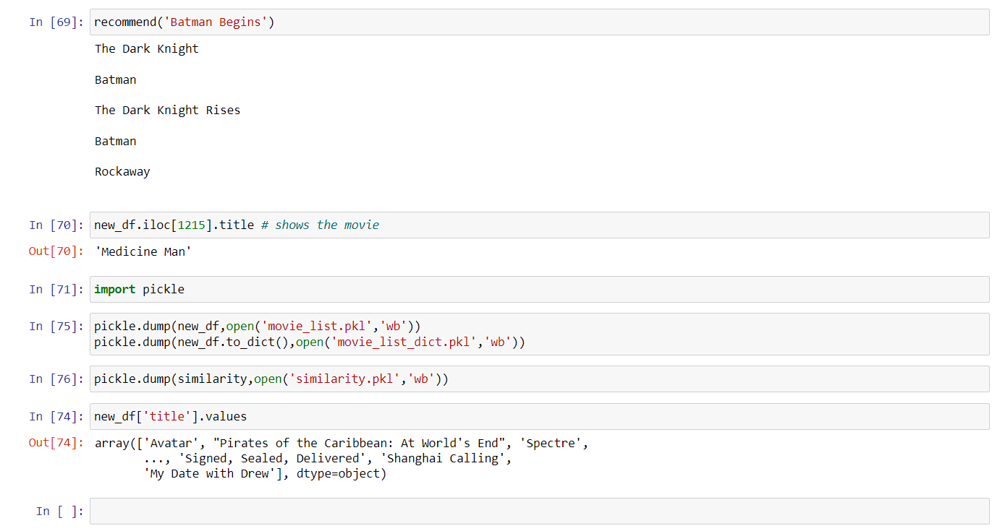 In [69]: recommend('Batman Begins')
The Dark Knight
Batman
The Dark Knight Rises
Batman
Rockaway
In [70]: new_df.iloc[1215].title # shows the movie
Out[70]: 'Medicine Man'
In [71]: import pickle
In [75]: pickle.dump(new_df,open('movie_list.pkl','wb'))
pickle.dump(new_df.to_dict(),open('movie_list_dict.pkl','wb'))
In [76]: pickle.dump(similarity,open('similarity.pkl','wb'))
In [74]: new_df['title'].values
Out[74]: array(['Avatar', "Pirates of the Caribbean: At World's End", 'Spectre',
..., 'Signed, Sealed, Delivered', 'Shanghai Calling',
'My Date with Drew'], dtype=object)
In [ ]: